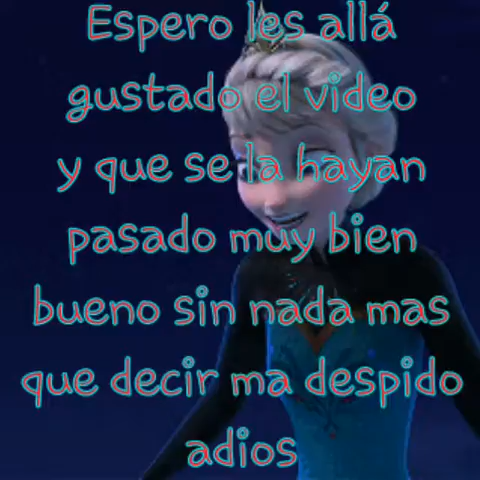 Espero les allá
gustado el video
y que se la hayan
pasado muy bien
bueno sin nada mas
que decir ma despido
adios